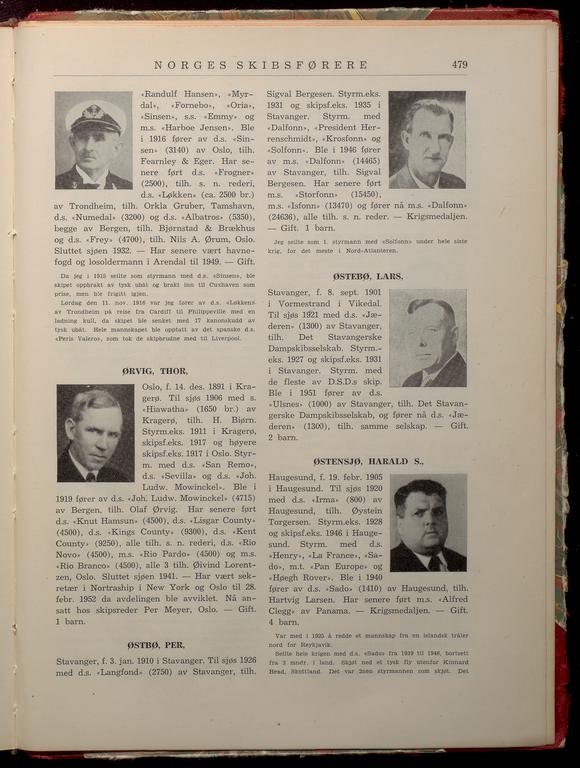 NORGES SKIBSFØRERE 479
«Randulf Hansen», «Myr-
dal», «Fornebo», «Oria»,
«Sinsen», s.s. «Emmy» og
m.s. «Harboe Jensen». Ble
i 1916 fører av d.s. «Sin-
sen» (3140) av Oslo, tilh.
Fearnley & Eger. Har se-
nere ført d.s. «Frogner»
(2500), tilh. s. n. rederi,
d.s. «Løkken» (ca. 2500 br.)
av Trondheim, tilh. Orkla Gruber, Tamshavn,
d.s. «Numedal» (3200) og d.s. «Albatros» (5350),
begge av Bergen, tilh. Bjørnstad & Brækhus
og d.s. «Frey» (4700), tilh. Nils A. Ørum, Oslo.
Sluttet sjøen 1932. — Har senere vært havne-
fogd og losoldermann i Arendal til 1949. — Gift.
Da jeg i 1915 seilte som styrmann med d.s. «Sinsen», ble
skipet oppbrakt av tysk ubåt og brakt inn til Cuxhaven som
prise, men ble frigitt igjen.
Lørdag den 11. nov. 1916 var jeg fører av d.s. «Løkken»
av Trondheim på reise fra Cardiff til Philippeville med en
ladning kull, da skipet ble senket med 17 kanonskudd av
tysk ubåt. Hele mannskapet ble opptatt av det spanske d.s.
«Peris Valero», som tok de skipbrudne med til Liverpool.
ØRVIG, THOR,
Oslo, f. 14. des. 1891 i Kra-
gerø. Til sjøs 1906 med s.
«Hiawatha» (1650 br.) av
Kragerø, tilh. H. Bjørn.
Styrm.eks. 1911 i Kragerø,
skipsf.eks. 1917 og høyere
skipsf.eks. 1917 i Oslo. Styr-
m. med d.s. «San Remo»,
d.s. «Sevilla» og d.s. «Joh.
Ludw. Mowinckel». Ble i
1919 fører av d.s. «Joh. Ludw. Mowinckel» (4715)
av Bergen, tilh. Olaf Ørvig. Har senere ført
d.s. «Knut Hamsun» (4500), d.s. «Lisgar County»
(4500), d.s. «Kings County» (9300), d.s. «Kent
County» (9250), alle tilh. s. n. rederi, d.s. «Rio
Novo» (4500), m.s. «Rio Pardo» (4500) og m.s.
«Rio Branco» (4500), alle 3 tilh. Øivind Lorent-
zen, Oslo. Sluttet sjøen 1941. — Har vært sek-
retær i Nortraship i New York og Oslo til 28.
febr. 1952 da avdelingen ble avviklet. Nå an-
satt hos skipsreder Per Meyer, Oslo. — Gift.
1 barn.
ØSTBØ, PER,
Stavanger, f. 3. jan. 1910 i Stavanger. Til sjøs 1926
med d.s. «Langfond» (2750) av Stavanger, tilh.
Sigval Bergesen. Styrm.eks.
1931 og skipsf.eks. 1935 i
Stavanger. Styrm. med
«Dalfonn», «President Her-
renschmidt», «Krosfonn» og
«Solfonn». Ble i 1946 fører
av m.s. «Dalfonn» (14465)
av Stavanger, tilh. Sigval
Bergesen. Har senere ført
m.s. «Storfonn» (15450),
m.s. «Isfonn» (13470) og fører nå m.s. «Dalfonn»
(24636), alle tilh. s. n. reder. — Krigsmedaljen.
— Gift. 1 barn.
Jeg seilte som 1. styrmann med «Solfonn» under hele siste
krig, for det meste i Nord-Atlanteren.
ØSTEBØ, LARS,
Stavanger, f. 8. sept. 1901
i Vormestrand i Vikedal.
Til sjøs 1921 med d.s. «Jæ-
deren» (1300) av Stavanger,
tilh. Det Stavangerske
Dampskibsselskab. Styrm.-
eks. 1927 og skipsf.eks. 1931
i Stavanger. Styrm. med
de fleste av D.S.D.s skip.
Ble i 1951 fører av d.s.
«Ulsnes» (1000) av Stavanger, tilh. Det Stavan-
gerske Dampskibsselskab, og fører nå d.s. «Jæ-
deren» (1300), tilh. samme selskap. — Gift.
2 barn.
ØSTENSJØ, HARALD S.,
Haugesund, f. 19. febr. 1905
i Haugesund. Til sjøs 1920
med d.s. «Irma» (800) av
Haugesund, tilh. Øystein
Torgersen. Styrm.eks. 1928
og skipsf.eks. 1946 i Hauge-
sund. Styrm. med d.s.
«Henry», «La France», «Sa-
do», m.t. «Pan Europe» og
«Høegh Rover». Ble i 1940
fører av d.s. «Sado» (1410) av Haugesund, tilh.
Hartvig Larsen. Har senere ført m.s. «Alfred
Clegg» av Panama. — Krigsmedaljen. — Gift.
4 barn.
Var med i 1925 å redde et mannskap fra en islandsk tråler
nord for Reykjavik.
Seilte hele krigen med d.s. «Sado» fra 1939 til 1946, bortsett
fra 3 mndr. i land. Skjøt ned et tysk fly utenfor Kinnard
Head, Skottland. Det var 2nen styrmannen som skjøt. Det